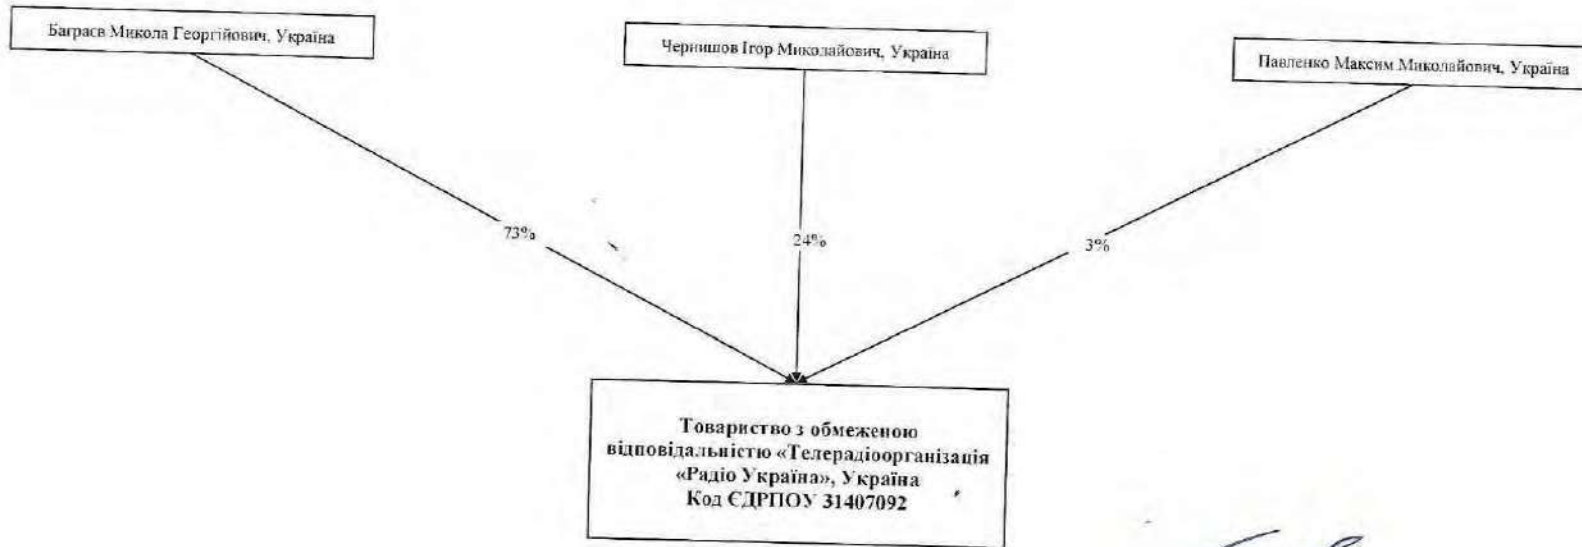 Баграєв Микола Георгійович, Україна
Чернишов Ігор Миколайович, Україна
Павленко Максим Миколайович, Україна
73%
24%
3%
Товариство з обмеженою
відповідальністю «Телерадіоорганізація
«Радіо Україна», Україна
Код ЄДРПОУ 31407092